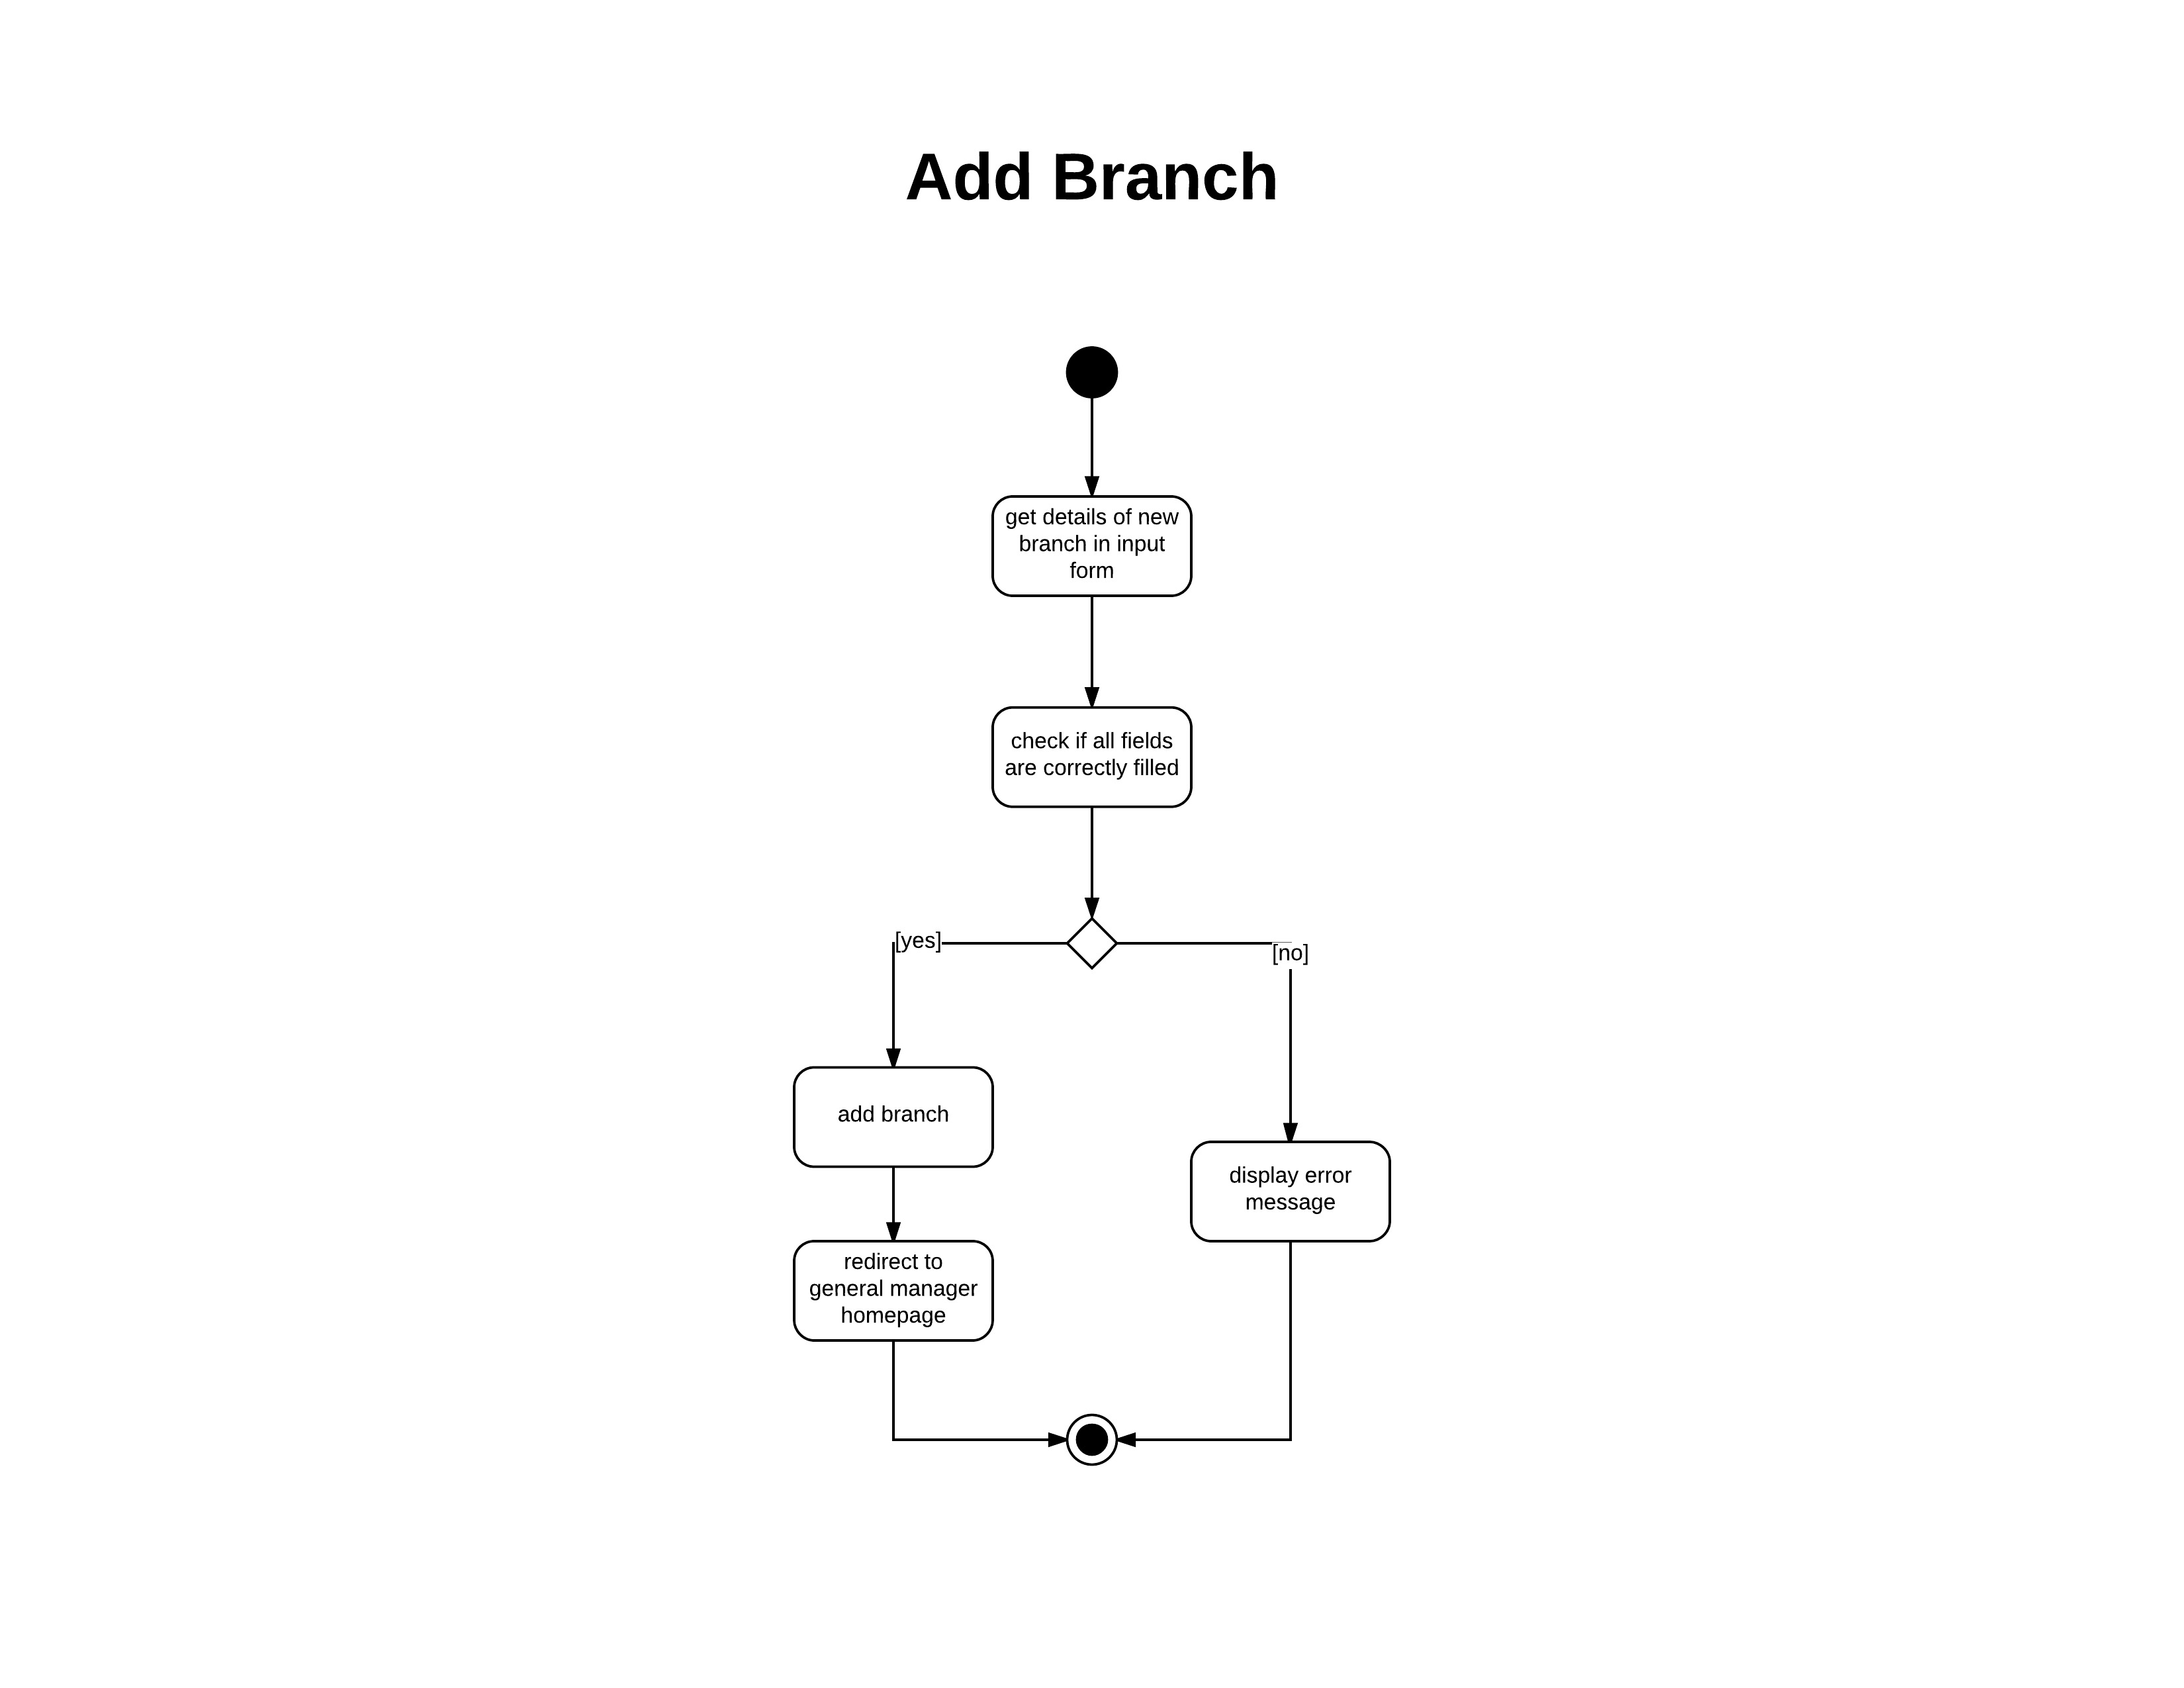 Add Branch
get details of new
branch in input
form
check if all fields
are correctly filled
[yes]
[no]
add branch
display error
message
redirect to
general manager
homepage